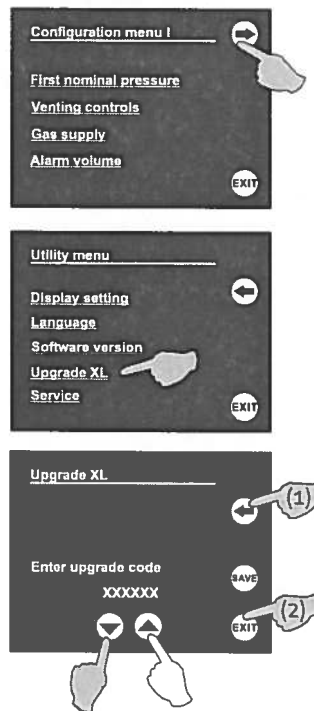 Configuration menu I
First nominal pressure
Venting controls
Gas supply
Alarm volume
EXIT
Utility menu
Display setting
Language
Software version
Upgrade XL
Service
EXIT
Upgrade XL
(1)
Enter upgrade code
SAVE
XXXXXX
(2)
EXIT